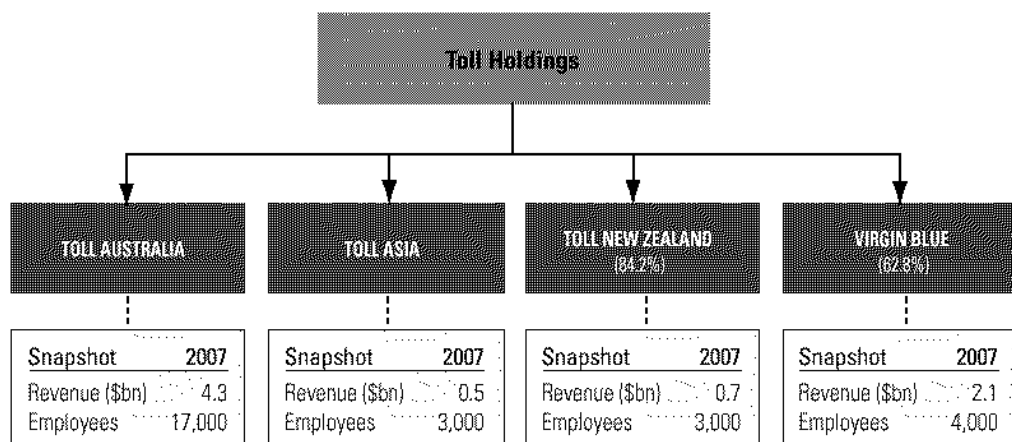 Toll Holdings
TOLL AUSTRALIA
TOLL ASIA
TOLL NEW ZEALAND
(84.2%)
VIRGIN BLUE
(62.8%)
Snapshot 2007
Revenue ($bn) 4.3
Employees 17,000
Snapshot 2007
Revenue ($bn) 0.5
Employees 3,000
Snapshot 2007
Revenue ($bn) 0.7
Employees 3,000
Snapshot 2007
Revenue ($bn) 2.1
Employees 4,000